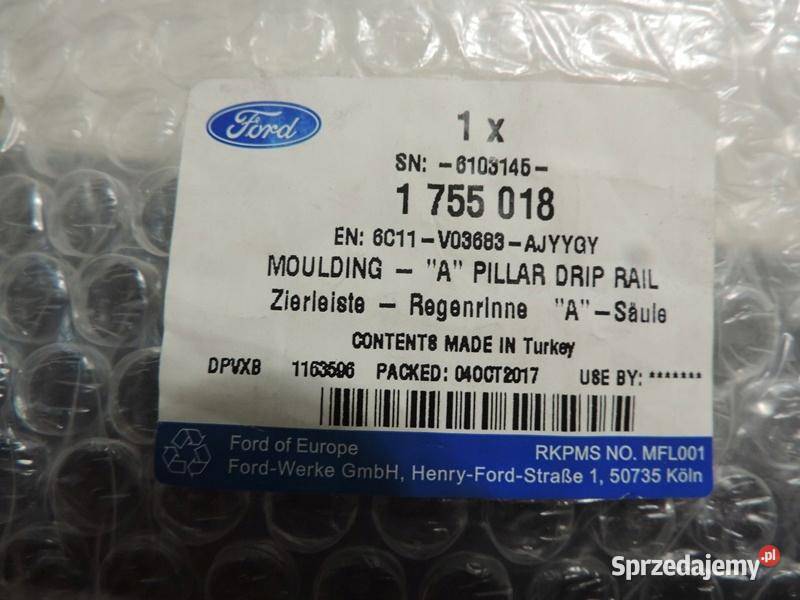 Ford
1 x
SN: -6103145-
1 755 018
EN: 6C11-V03683-AJYYGY
MOULDING - "A" PILLAR DRIP RAIL
Zierleiste - Regenrinne "A"-Säule
CONTENTS MADE IN Turkey
DPVXB 1163596 PACKED: 04OCT2017 USE BY: *******
Ford of Europe
RKPMS NO. MFL001
Ford-Werke GmbH, Henry-Ford-Straße 1, 50735 Köln
Sprzedajemy.pl